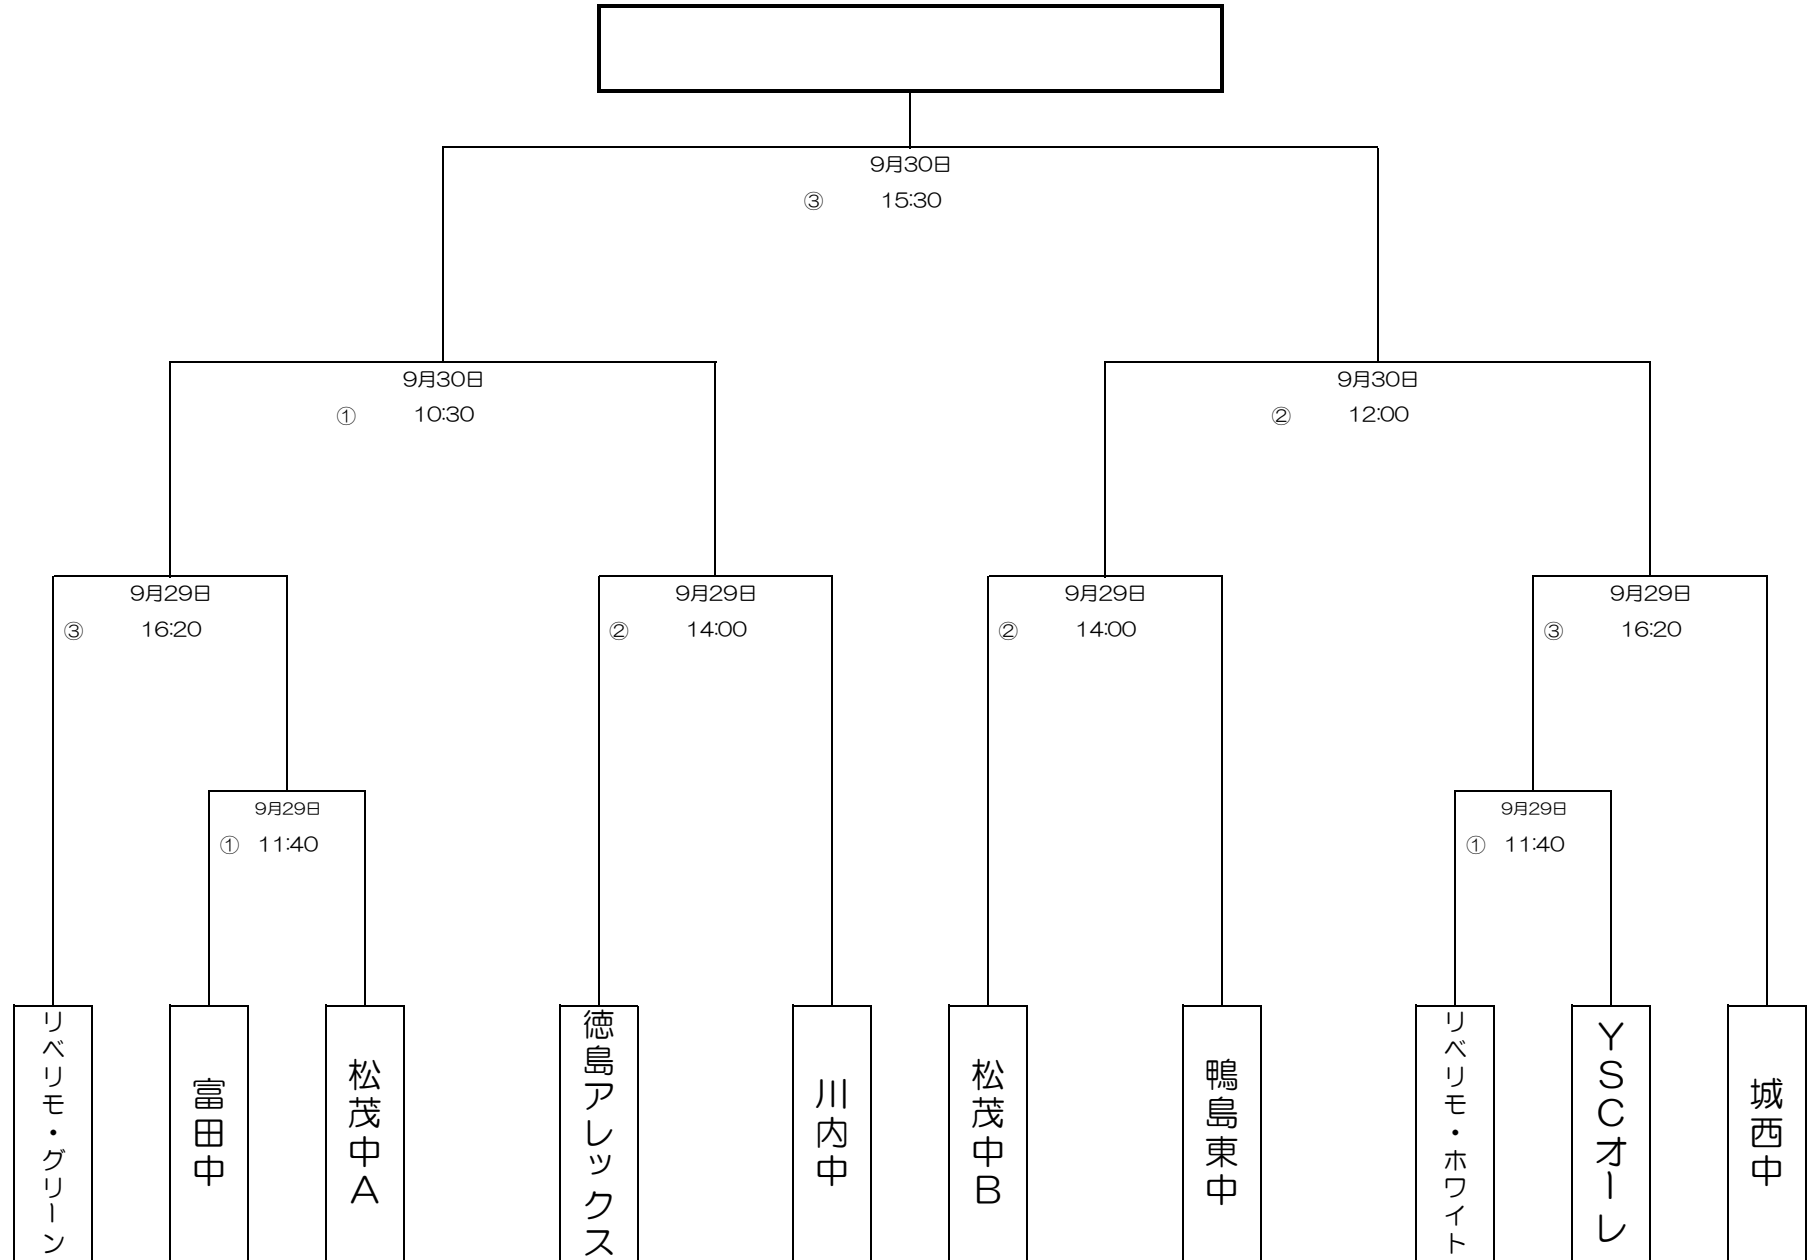 9月30日
③ 15:30
9月30日
① 10:30
9月30日
② 12:00
9月29日
③ 16:20
9月29日
② 14:00
9月29日
② 14:00
9月29日
③ 16:20
9月29日
① 11:40
9月29日
① 11:40
リベリモ・グリーン
富田中
松茂中A
徳島アレックス
川内中
松茂中B
鴨島東中
リベリモ・ホワイト
YSCオーレ
城西中